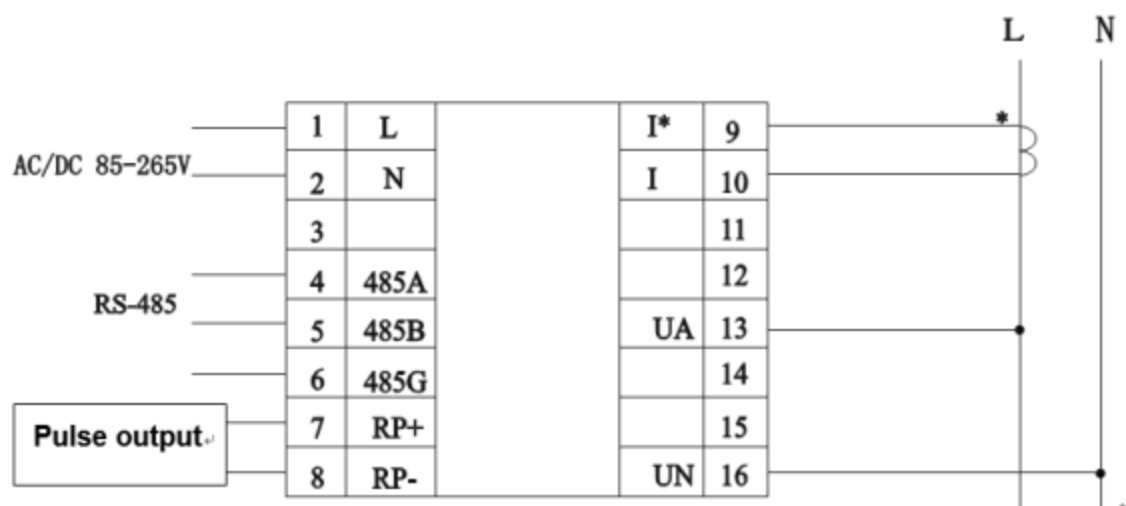 L N
1 L I* 9 *
AC/DC 85-265V 2 N I 10
3 11
4 485A 12
RS-485
5 485B UA 13
6 485G 14
Pulse output 7 RP+ 15
8 RP- UN 16